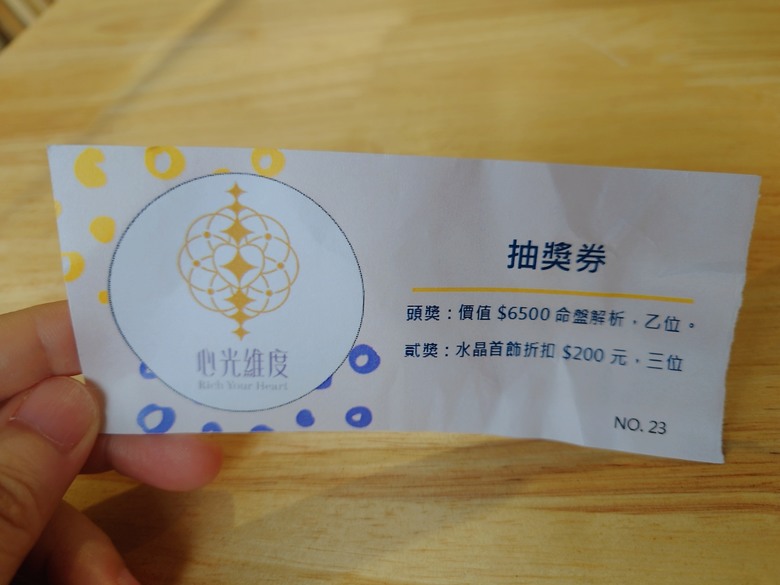 心光維度
Rich Your Heart
抽獎券
頭獎：價值 $6500 命盤解析，乙位。
貳獎：水晶首飾折扣 $200 元，三位
NO. 23